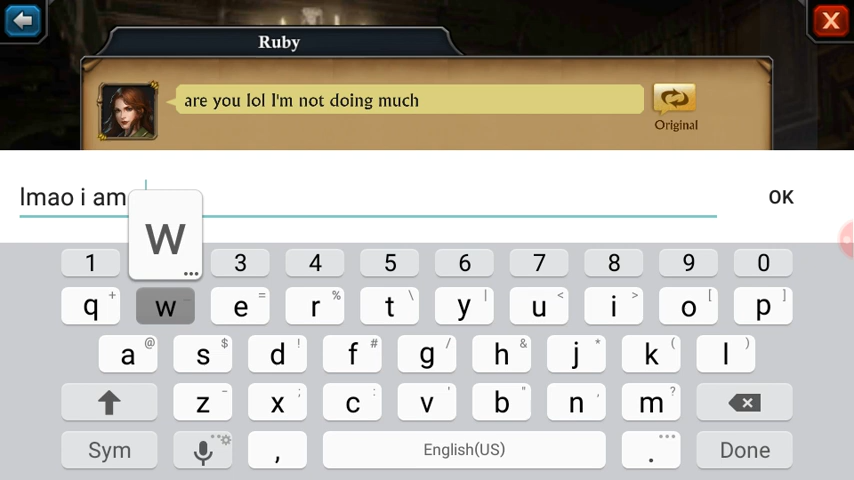 Ruby
are you lol I'm not doing much
Original
lmao i am
OK
W
1 3 4 5 6 7 8 9 0
q + w - e = r % t \ y | u < i > o [ p ]
a @ s $ d ! f # g / h & j * k ( l )
z - x ; c : v ' b " n , m ?
Sym , English(US) . Done